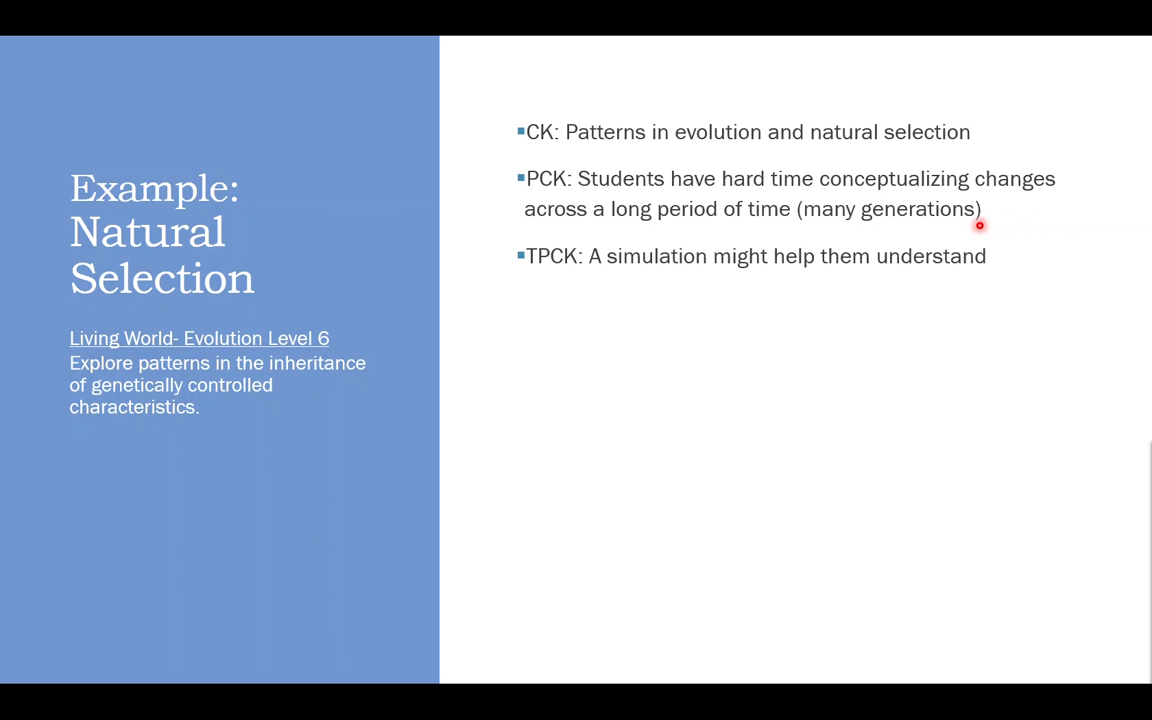 Example:
Natural
Selection
Living World- Evolution Level 6
Explore patterns in the inheritance
of genetically controlled
characteristics.
▪CK: Patterns in evolution and natural selection
▪PCK: Students have hard time conceptualizing changes
across a long period of time (many generations)
▪TPCK: A simulation might help them understand